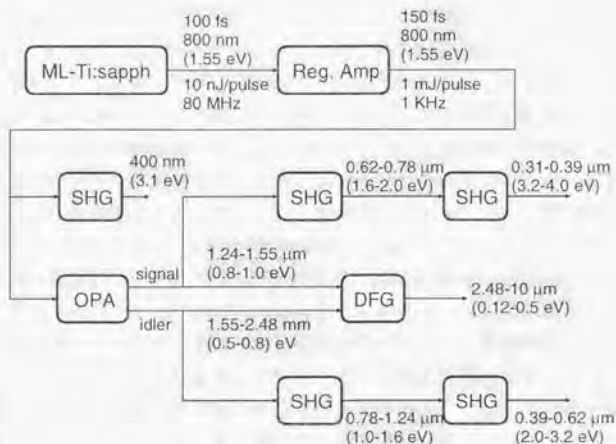 100 fs
800 nm
(1.55 eV)
150 fs
800 nm
(1.55 eV)
ML-Ti:sapph
Reg. Amp
10 nJ/pulse
80 MHz
1 mJ/pulse
1 KHz
400 nm
(3.1 eV)
0.62-0.78 μm
(1.6-2.0 eV)
0.31-0.39 μm
(3.2-4.0 eV)
SHG
SHG
SHG
signal
1.24-1.55 μm
(0.8-1.0 eV)
OPA
DFG
2.48-10 μm
(0.12-0.5 eV)
idler
1.55-2.48 mm
(0.5-0.8) eV
SHG
SHG
0.78-1.24 μm
(1.0-1.6 eV)
0.39-0.62 μm
(2.0-3.2 eV)